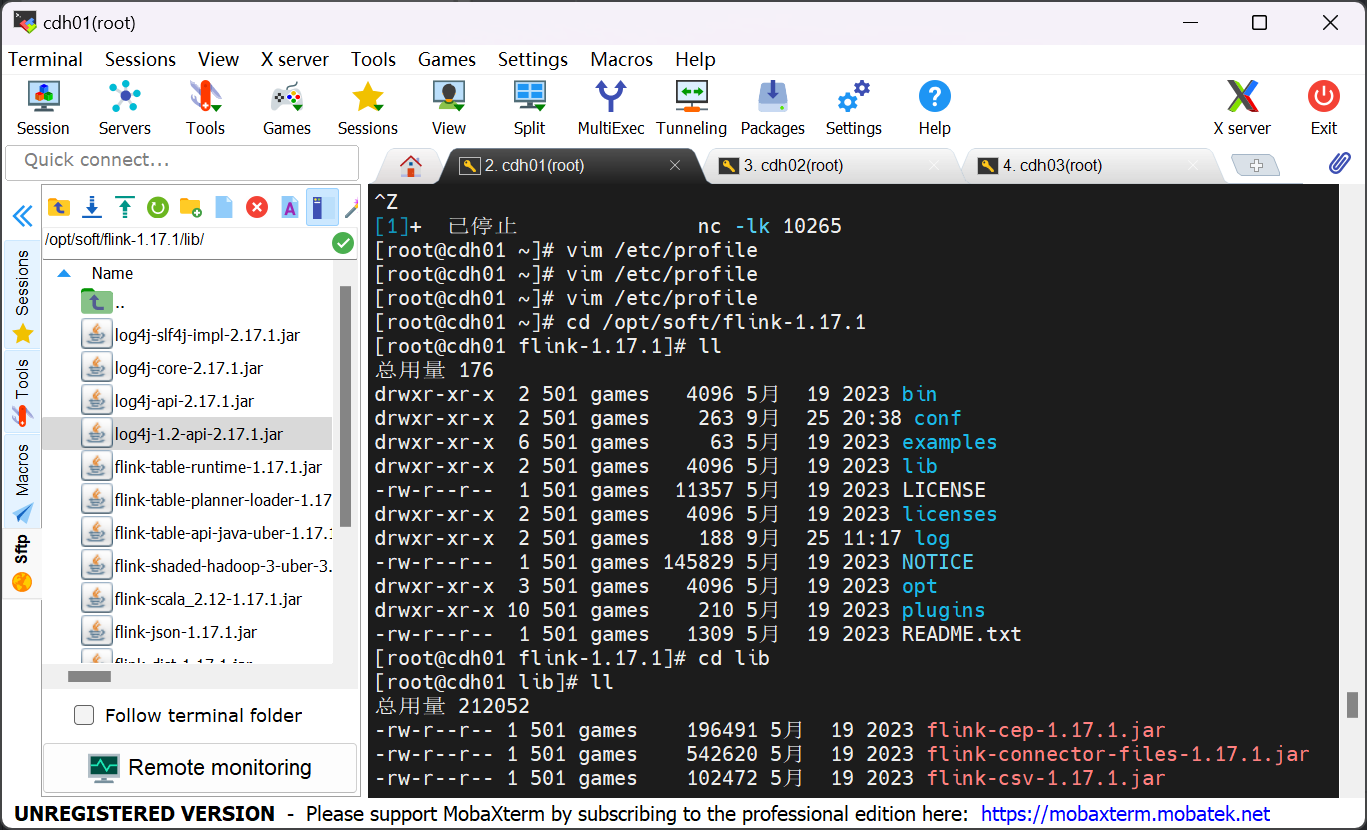 cdh01(root)
Terminal Sessions View X server Tools Games Settings Macros Help
Session Servers Tools Games Sessions View Split MultiExec Tunneling Packages Settings Help X server Exit
Quick connect...
2. cdh01(root) 3. cdh02(root) 4. cdh03(root)
/opt/soft/flink-1.17.1/lib/
Name
..
log4j-slf4j-impl-2.17.1.jar
log4j-core-2.17.1.jar
log4j-api-2.17.1.jar
log4j-1.2-api-2.17.1.jar
flink-table-runtime-1.17.1.jar
flink-table-planner-loader-1.17
flink-table-api-java-uber-1.17.1
flink-shaded-hadoop-3-uber-3.
flink-scala_2.12-1.17.1.jar
flink-json-1.17.1.jar
flink-dist-1.17.1.jar
Sessions
Tools
Macros
Sftp
Follow terminal folder
Remote monitoring
^Z
[1]+ 已停止 nc -lk 10265
[root@cdh01 ~]# vim /etc/profile
[root@cdh01 ~]# vim /etc/profile
[root@cdh01 ~]# vim /etc/profile
[root@cdh01 ~]# cd /opt/soft/flink-1.17.1
[root@cdh01 flink-1.17.1]# ll
总用量 176
drwxr-xr-x 2 501 games 4096 5月 19 2023 bin
drwxr-xr-x 2 501 games 263 9月 25 20:38 conf
drwxr-xr-x 6 501 games 63 5月 19 2023 examples
drwxr-xr-x 2 501 games 4096 5月 19 2023 lib
-rw-r--r-- 1 501 games 11357 5月 19 2023 LICENSE
drwxr-xr-x 2 501 games 4096 5月 19 2023 licenses
drwxr-xr-x 2 501 games 188 9月 25 11:17 log
-rw-r--r-- 1 501 games 145829 5月 19 2023 NOTICE
drwxr-xr-x 3 501 games 4096 5月 19 2023 opt
drwxr-xr-x 10 501 games 210 5月 19 2023 plugins
-rw-r--r-- 1 501 games 1309 5月 19 2023 README.txt
[root@cdh01 flink-1.17.1]# cd lib
[root@cdh01 lib]# ll
总用量 212052
-rw-r--r-- 1 501 games 196491 5月 19 2023 flink-cep-1.17.1.jar
-rw-r--r-- 1 501 games 542620 5月 19 2023 flink-connector-files-1.17.1.jar
-rw-r--r-- 1 501 games 102472 5月 19 2023 flink-csv-1.17.1.jar
UNREGISTERED VERSION - Please support MobaXterm by subscribing to the professional edition here: https://mobaxterm.mobatek.net